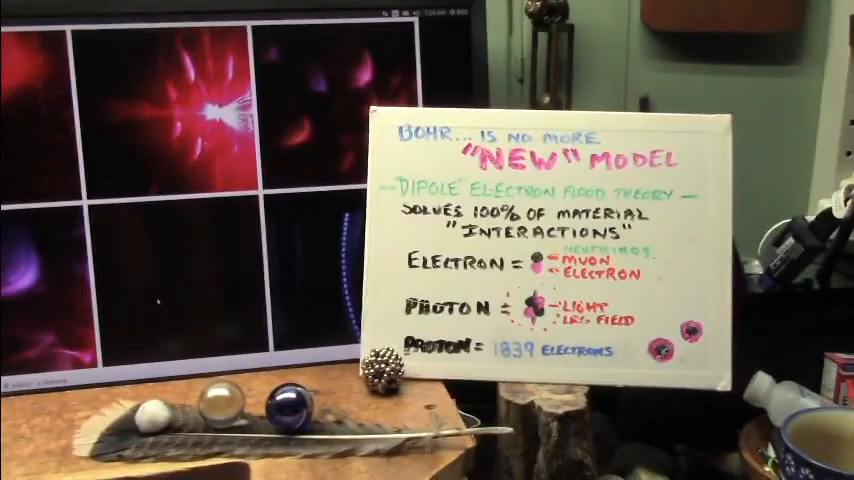 BOHR... IS NO MORE
"NEW" MODEL
—DIPOLE ELECTRON FLOOD THEORY—
SOLVES 100% OF MATERIAL
"INTERACTIONS"
NEUTRINOS.
ELECTRON = ← MUON
← ELECTRON
PHOTON = ←LIGHT
LRG FIELD
PROTON = 1839 ELECTRONS